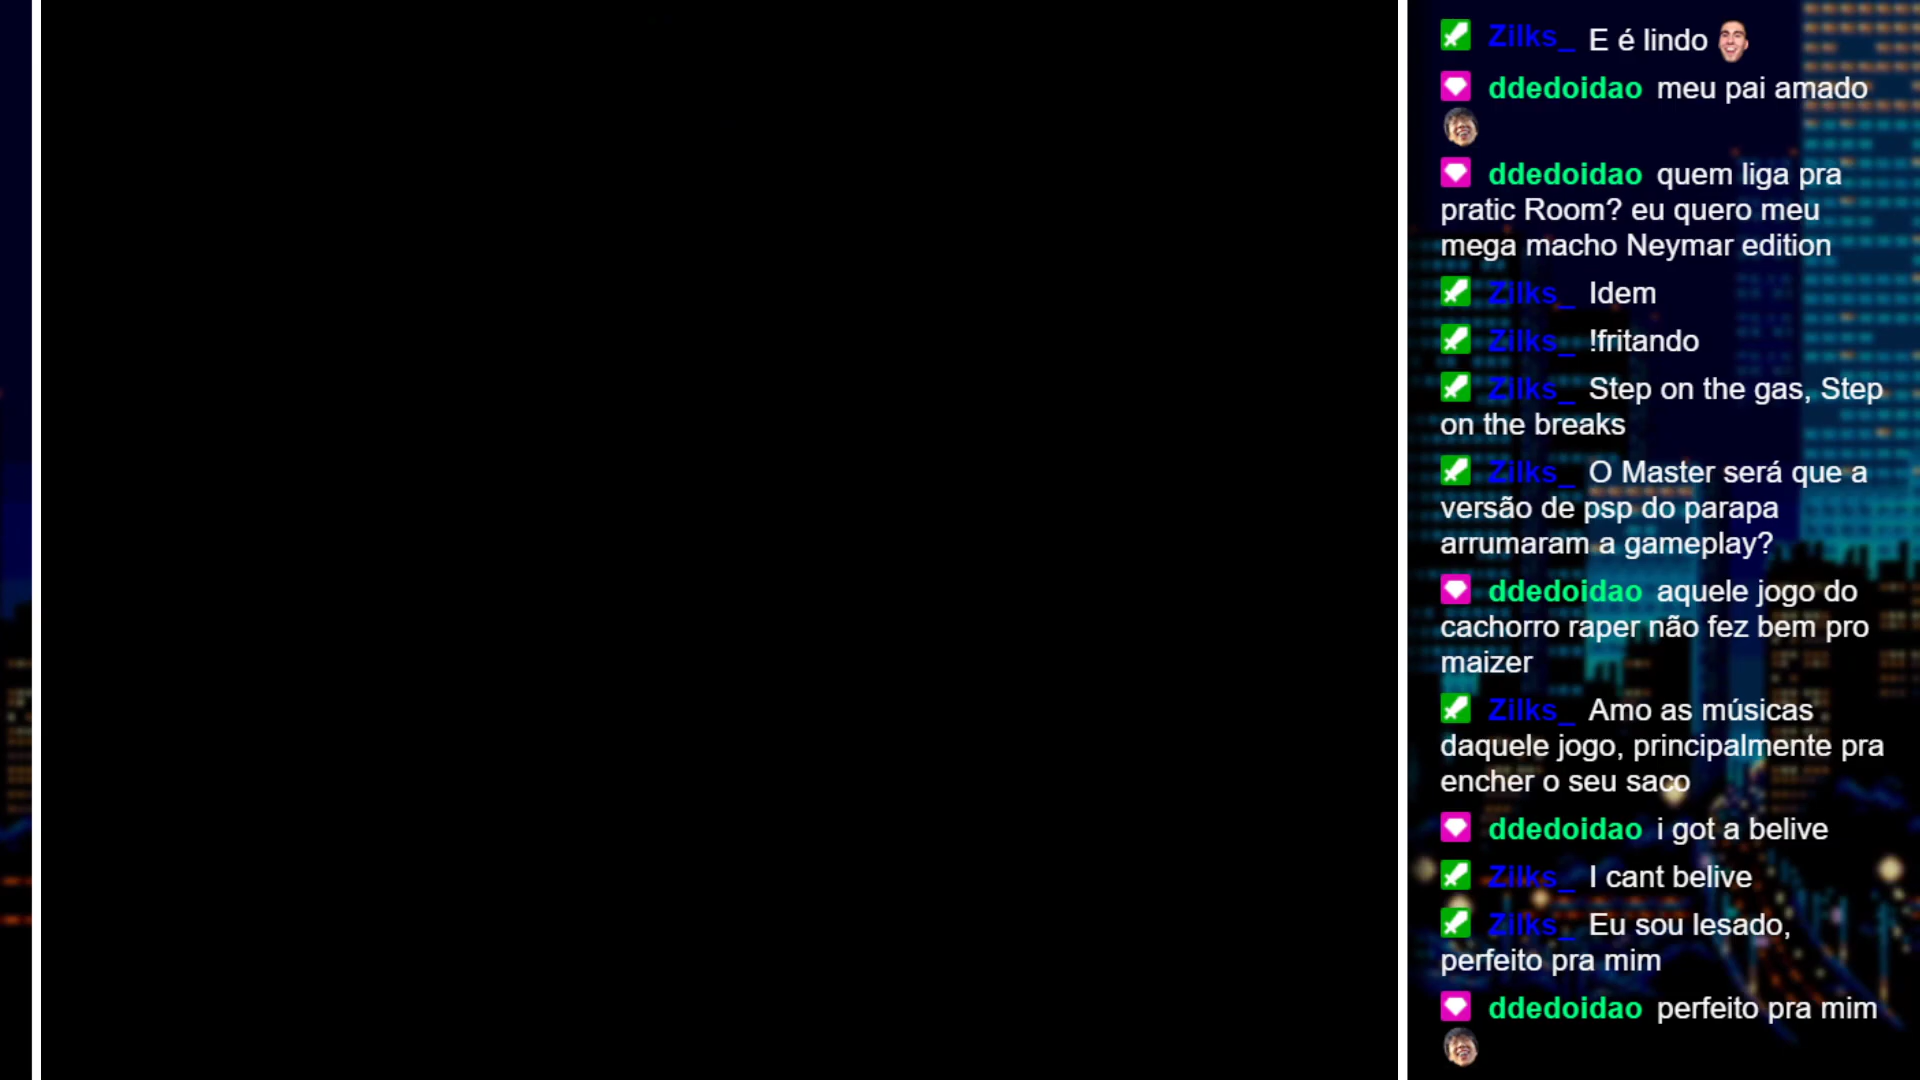 Zilks_ E é lindo
ddedoidao meu pai amado
ddedoidao quem liga pra
pratic Room? eu quero meu
mega macho Neymar edition
Zilks_ Idem
Zilks_ !fritando
Zilks_ Step on the gas, Step
on the breaks
Zilks_ O Master será que a
versão de psp do parapa
arrumaram a gameplay?
ddedoidao aquele jogo do
cachorro raper não fez bem pro
maizer
Zilks_ Amo as músicas
daquele jogo, principalmente pra
encher o seu saco
ddedoidao i got a belive
Zilks_ I cant belive
Zilks_ Eu sou lesado,
perfeito pra mim
ddedoidao perfeito pra mim